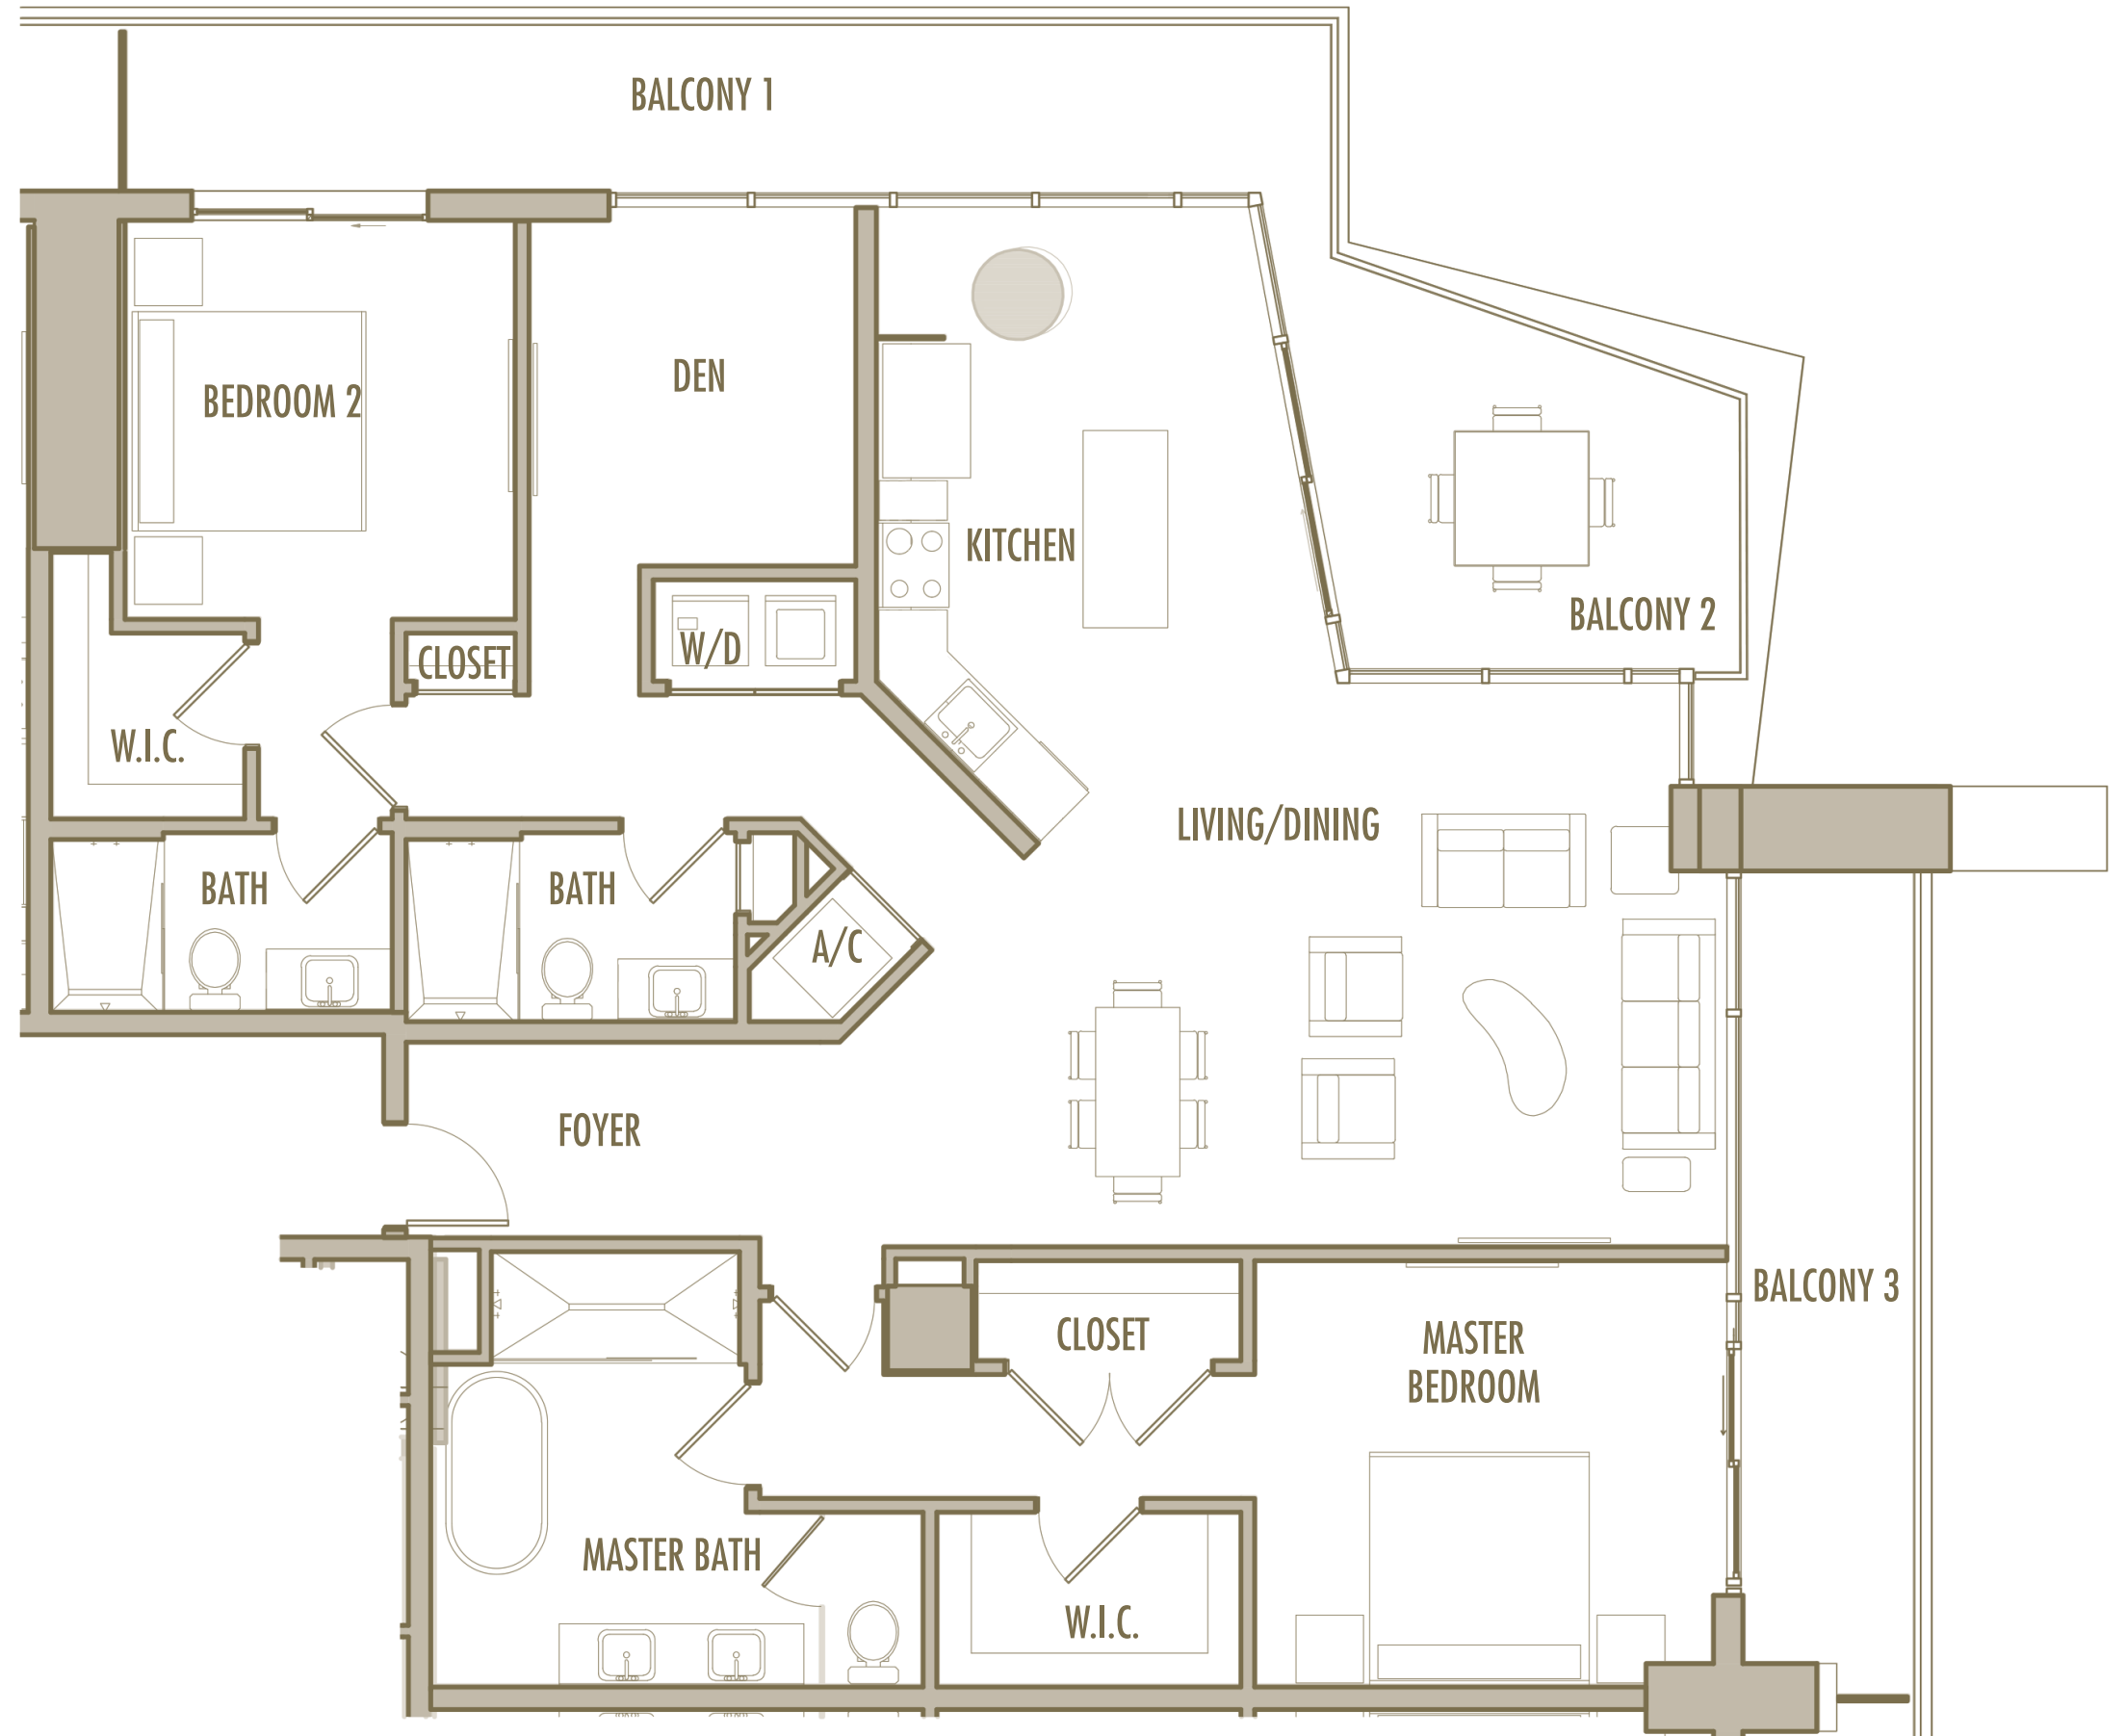 BALCONY 1
DEN
BEDROOM 2
KITCHEN
BALCONY 2
W/D
CLOSET
W.I.C.
LIVING/DINING
BATH
BATH
A/C
FOYER
BALCONY 3
CLOSET
MASTER
BEDROOM
MASTER BATH
W.I.C.